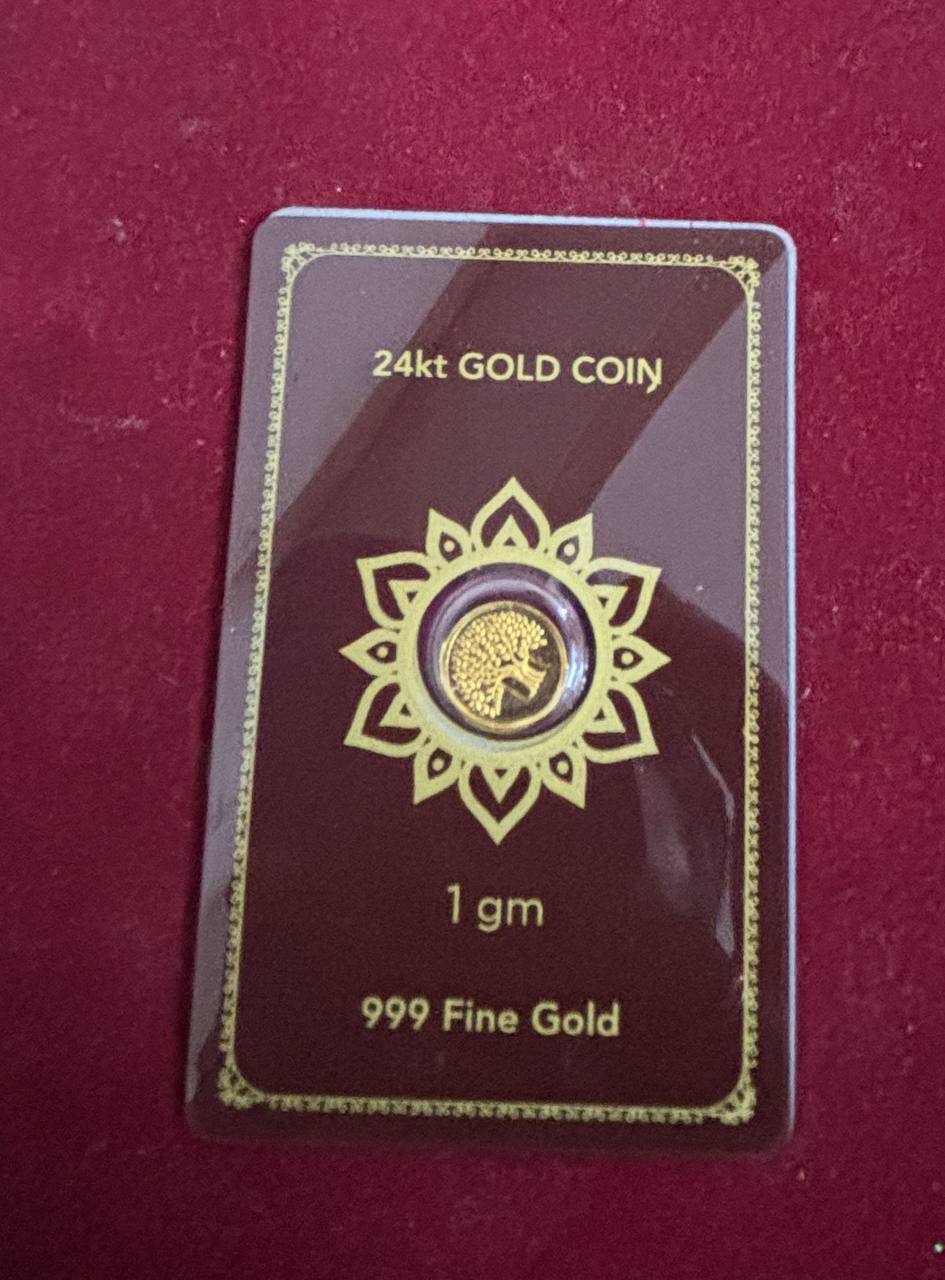 24kt GOLD COIN
1 gm
999 Fine Gold